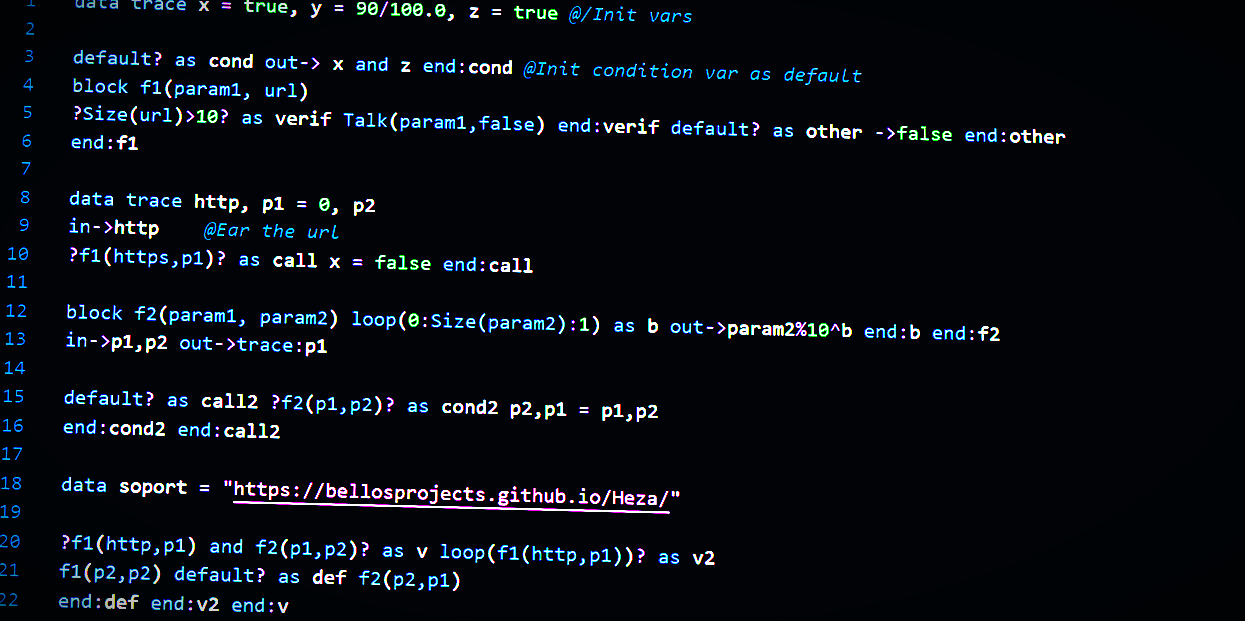 1 data trace x = true, y = 90/100.0, z = true @/Init vars
2
3 default? as cond out-> x and z end:cond @Init condition var as default
4 block f1(param1, url)
5 ?Size(url)>10? as verif Talk(param1,false) end:verif default? as other ->false end:other
6 end:f1
7
8 data trace http, p1 = 0, p2
9 in->http @Ear the url
10 ?f1(https,p1)? as call x = false end:call
11
12 block f2(param1, param2) loop(0:Size(param2):1) as b out->param2%10^b end:b end:f2
13 in->p1,p2 out->trace:p1
14
15 default? as call2 ?f2(p1,p2)? as cond2 p2,p1 = p1,p2
16 end:cond2 end:call2
17
18 data soport = "https://bellosprojects.github.io/Heza/"
19
20 ?f1(http,p1) and f2(p1,p2)? as v loop(f1(http,p1))? as v2
21 f1(p2,p2) default? as def f2(p2,p1)
22 end:def end:v2 end:v